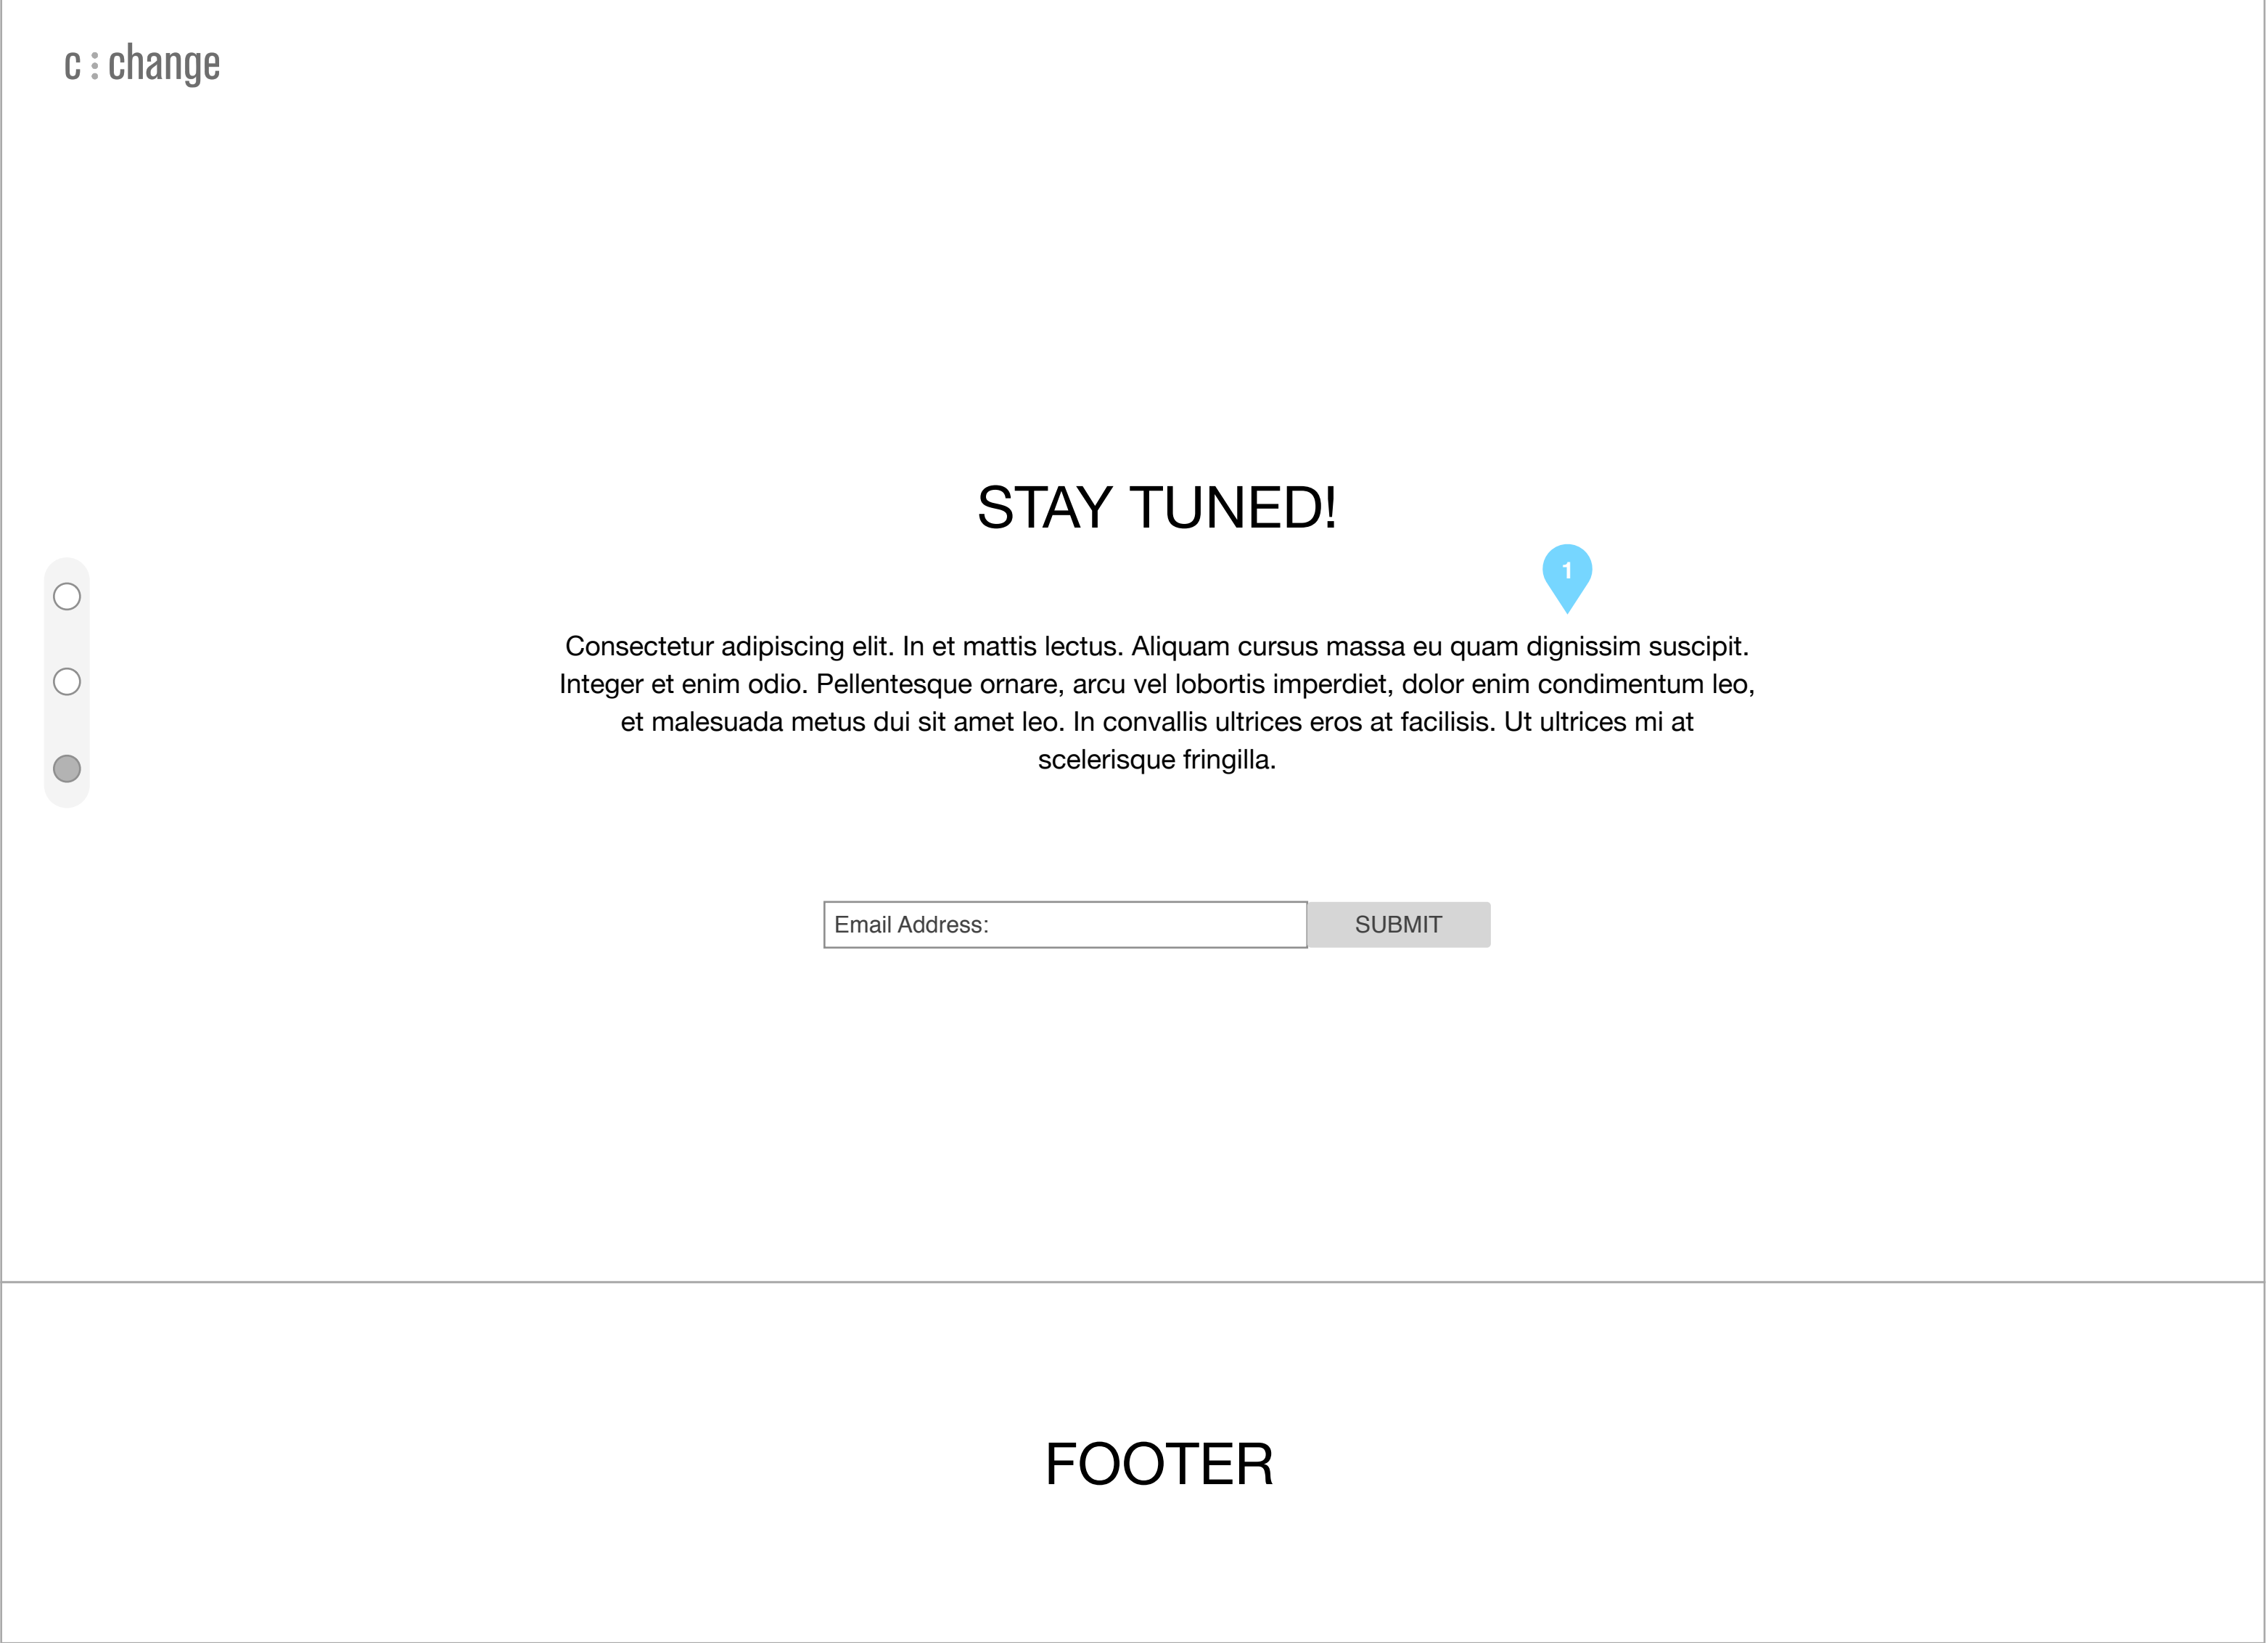 c : change
STAY TUNED!
1
Consectetur adipiscing elit. In et mattis lectus. Aliquam cursus massa eu quam dignissim suscipit.
Integer et enim odio. Pellentesque ornare, arcu vel lobortis imperdiet, dolor enim condimentum leo,
et malesuada metus dui sit amet leo. In convallis ultrices eros at facilisis. Ut ultrices mi at
scelerisque fringilla.
Email Address: SUBMIT
FOOTER